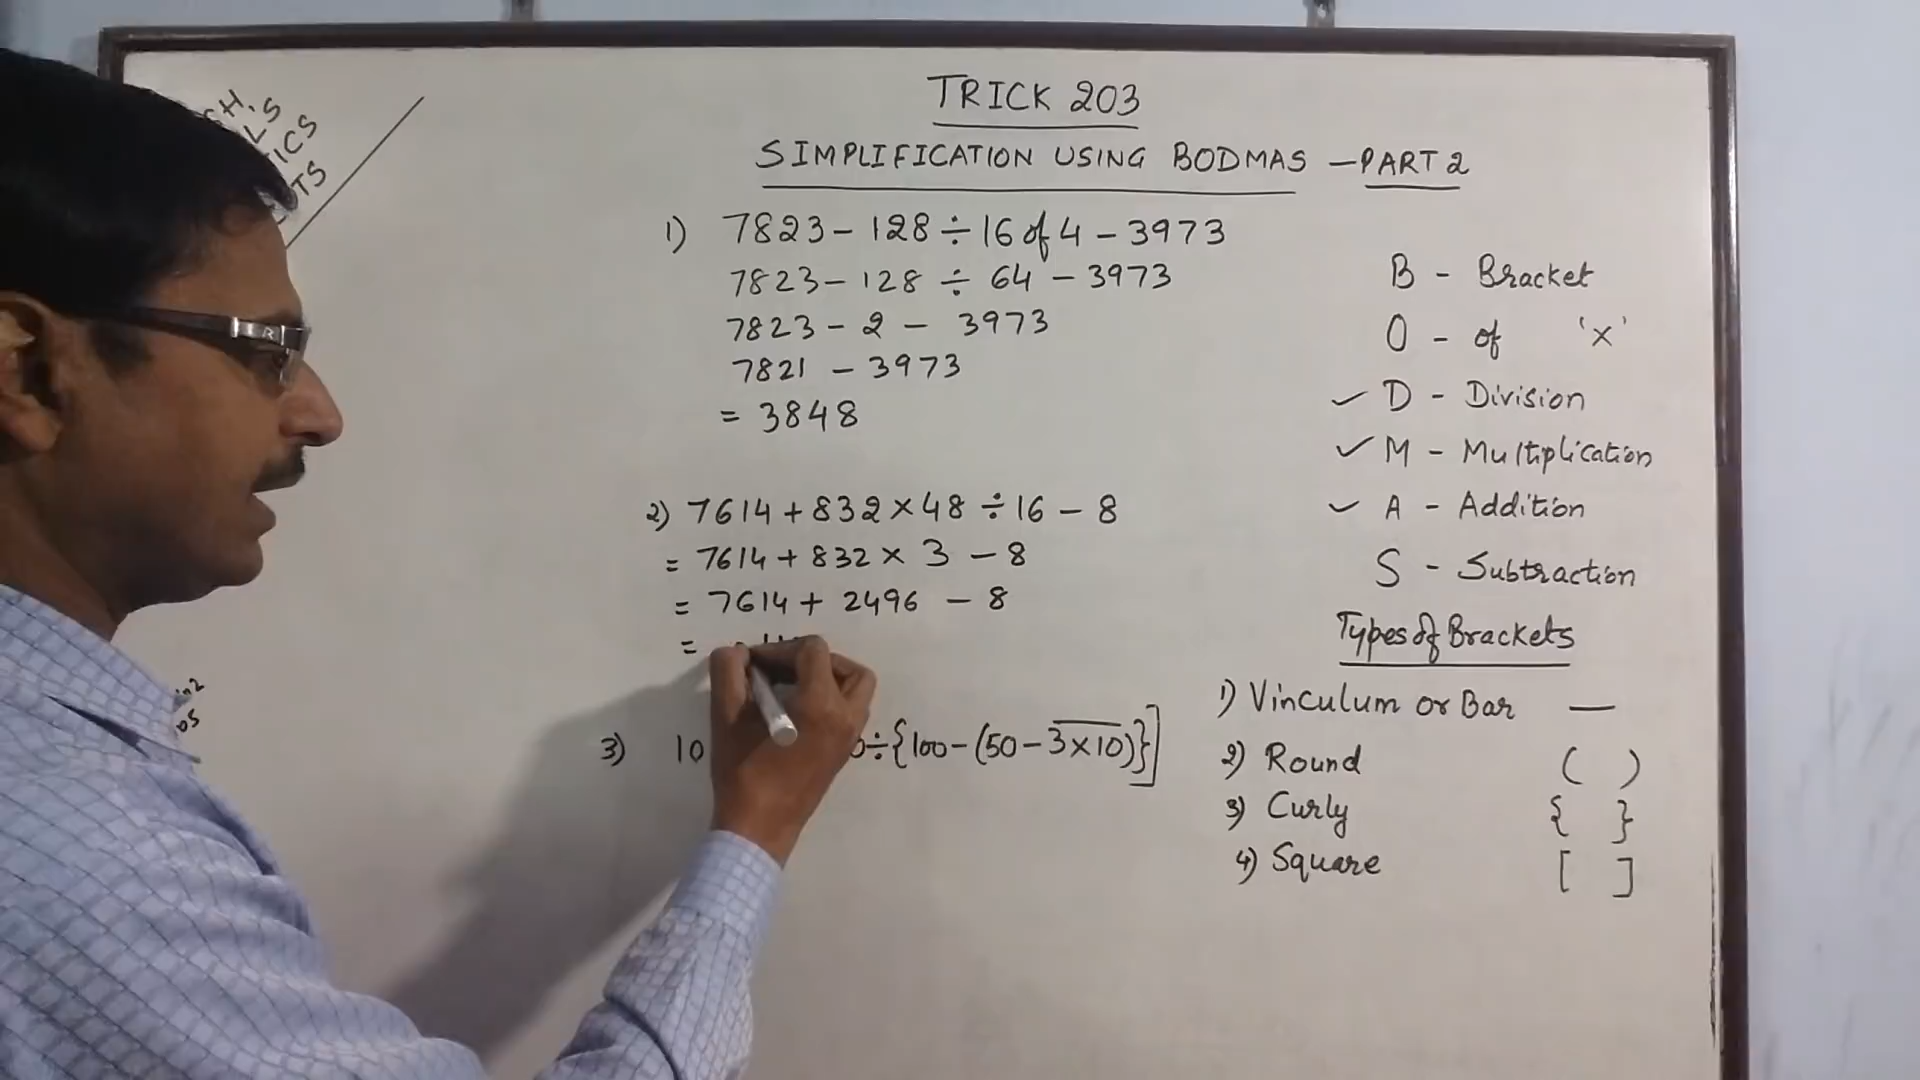 TRICK 203
SIMPLIFICATION USING BODMAS - PART 2
1) 7823 - 128 ÷ 16 of 4 - 3973
7823 - 128 ÷ 64 - 3973
7823 - 2 - 3973
7821 - 3973
= 3848
2) 7614 + 832 × 48 ÷ 16 - 8
= 7614 + 832 × 3 - 8
= 7614 + 2496 - 8
=
3) 10 ÷ {100 - (50 - 3×10)}]
B - Bracket
O - of 'x'
✓ D - Division
✓ M - Multiplication
✓ A - Addition
S - Subtraction
Types of Brackets
1) Vinculum or Bar —
2) Round ( )
3) Curly { }
4) Square [ ]